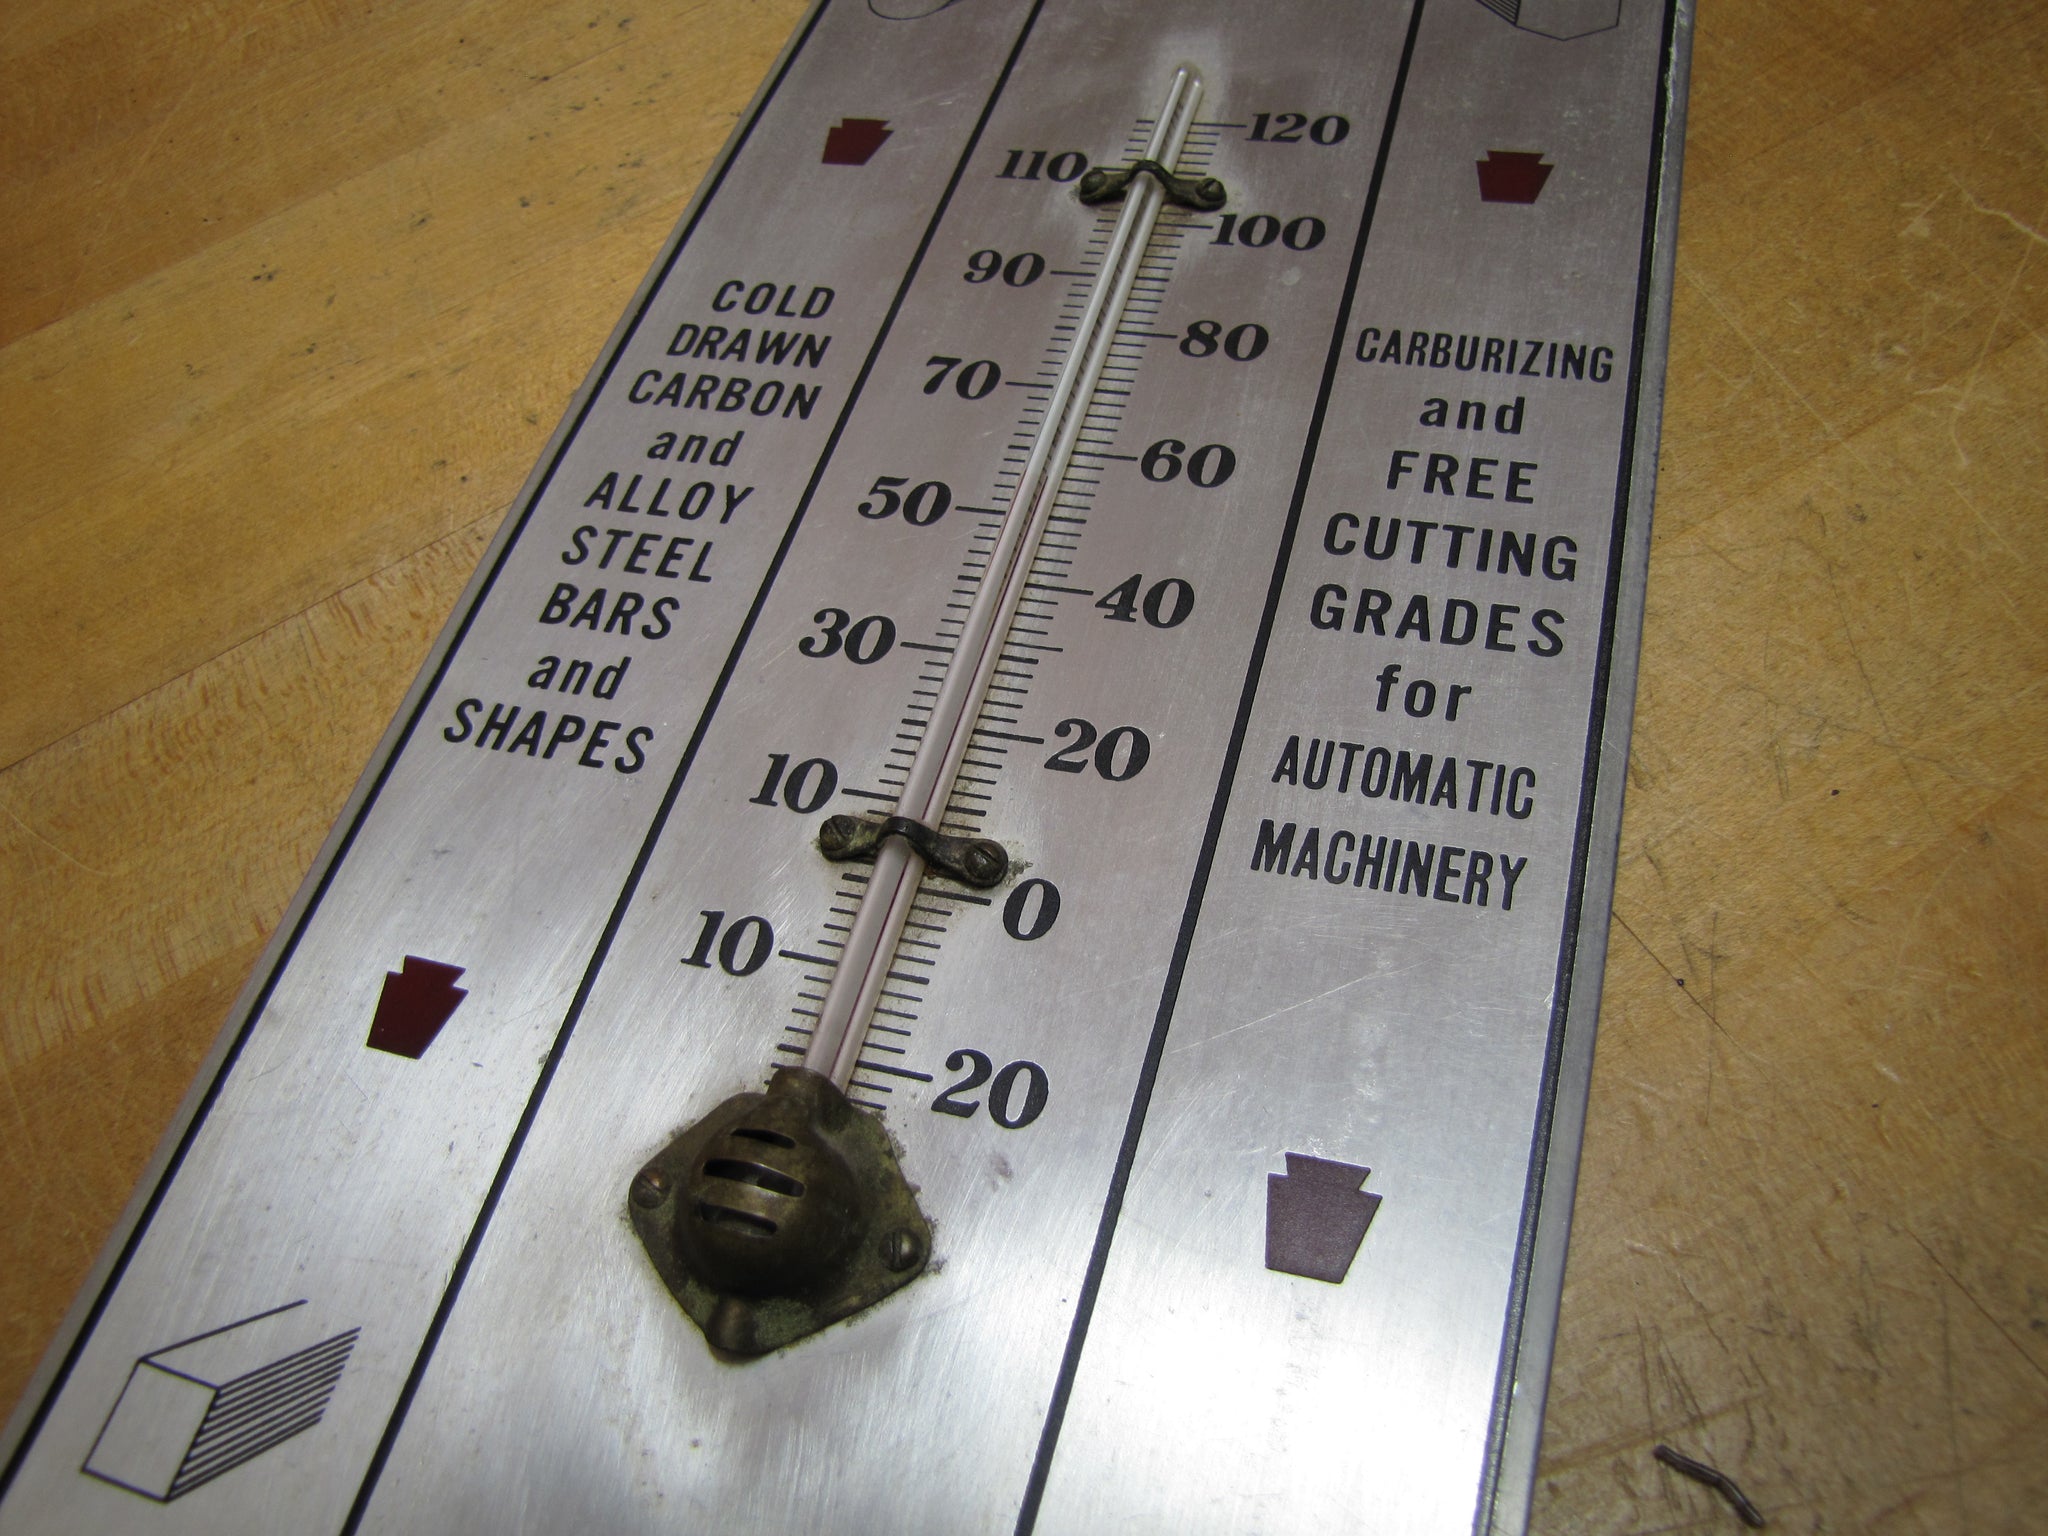 COLD
DRAWN
CARBON
and
ALLOY
STEEL
BARS
and
SHAPES
120
110
100
90
80
70
60
50
40
30
20
10
0
10
20
CARBURIZING
and
FREE
CUTTING
GRADES
for
AUTOMATIC
MACHINERY